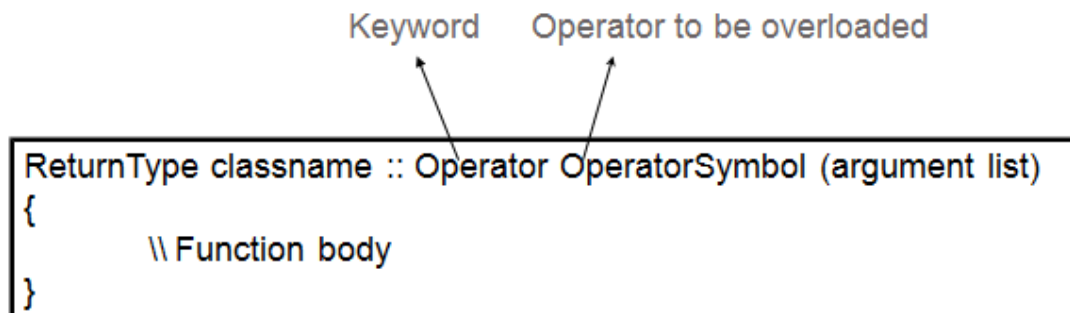 Keyword Operator to be overloaded
ReturnType classname :: Operator OperatorSymbol (argument list)
{
\\ Function body
}